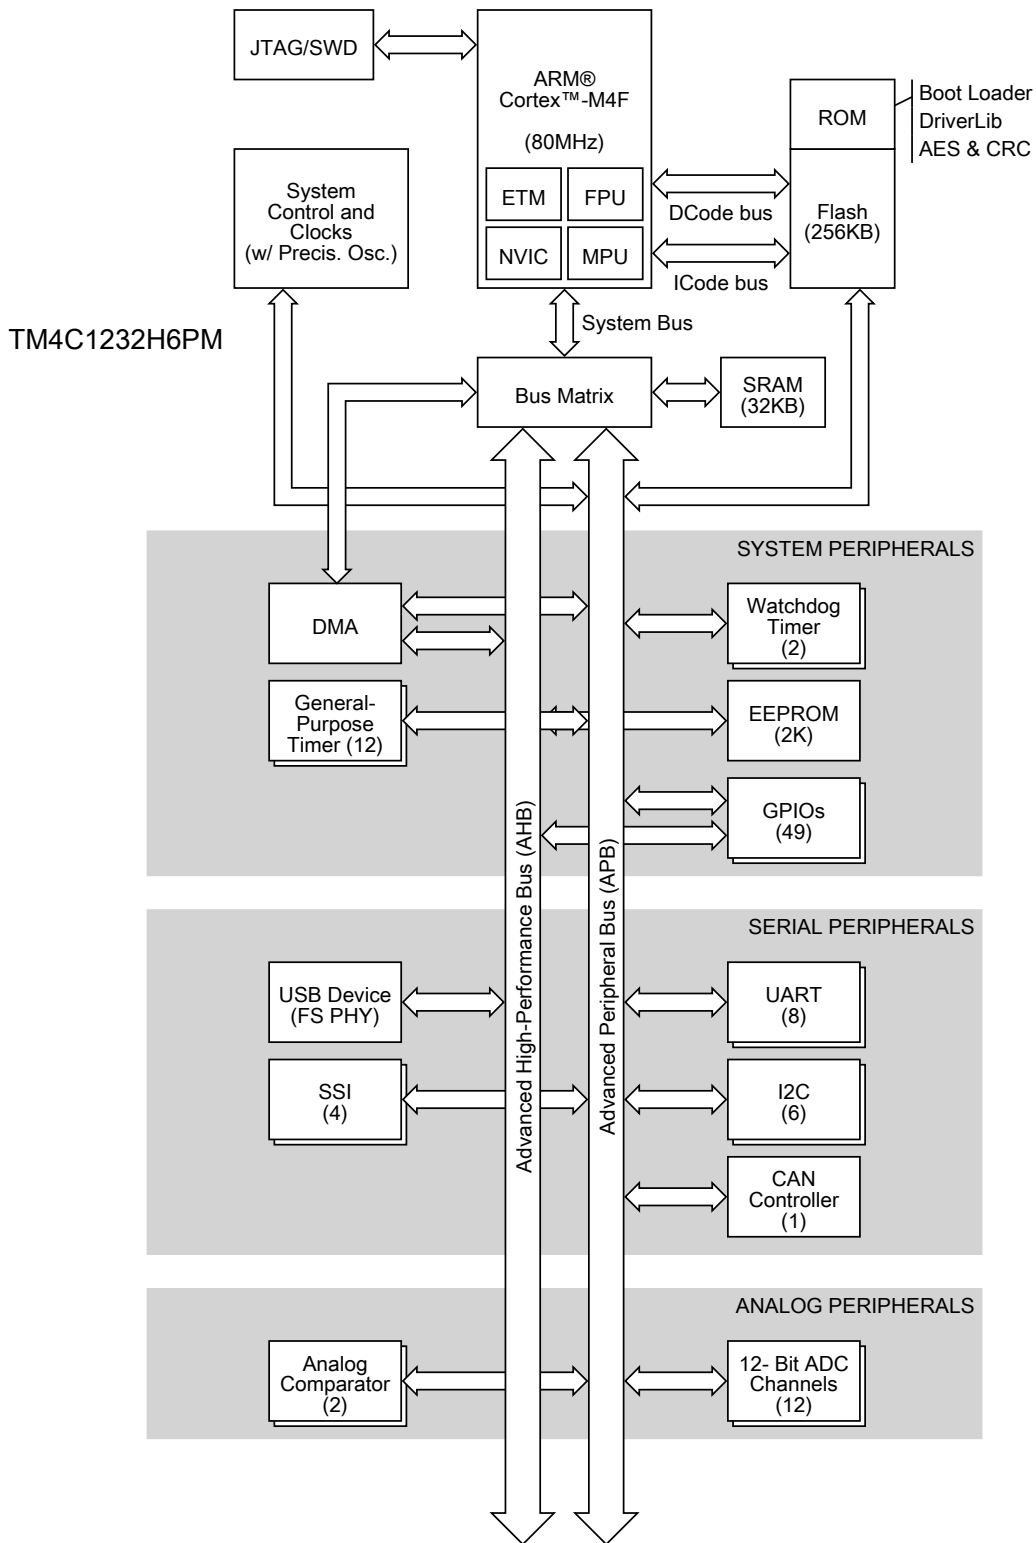 JTAG/SWD
ARM®
Cortex™-M4F
(80MHz)
ETM
FPU
NVIC
MPU
ROM
Boot Loader
DriverLib
AES & CRC
Flash
(256KB)
DCode bus
ICode bus
System
Control and
Clocks
(w/ Precis. Osc.)
TM4C1232H6PM
System Bus
Bus Matrix
SRAM
(32KB)
SYSTEM PERIPHERALS
DMA
Watchdog
Timer
(2)
General-
Purpose
Timer (12)
EEPROM
(2K)
GPIOs
(49)
Advanced High-Performance Bus (AHB)
Advanced Peripheral Bus (APB)
SERIAL PERIPHERALS
USB Device
(FS PHY)
UART
(8)
SSI
(4)
I2C
(6)
CAN
Controller
(1)
ANALOG PERIPHERALS
Analog
Comparator
(2)
12- Bit ADC
Channels
(12)